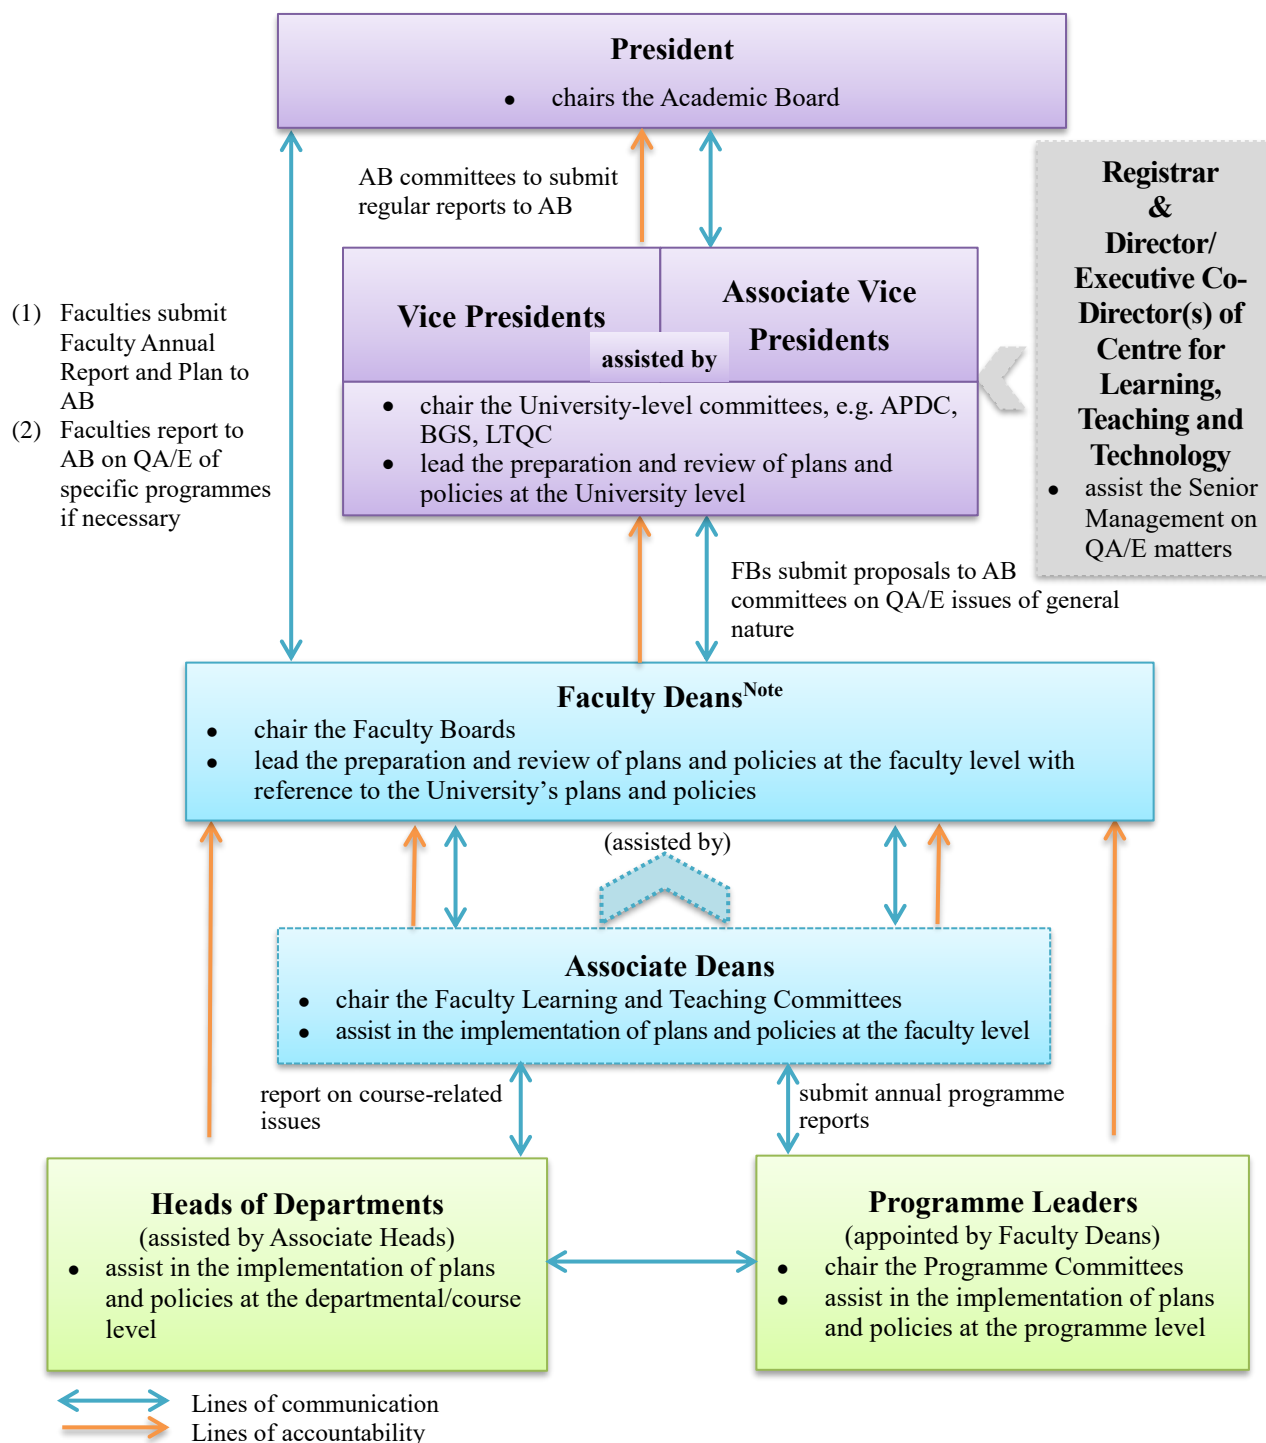 President
• chairs the Academic Board
AB committees to submit
regular reports to AB
Registrar
&
Director/
Executive Co-
Director(s) of
Centre for
Learning,
Teaching and
Technology
• assist the Senior
Management on
QA/E matters
Vice Presidents
Associate Vice
Presidents
assisted by
• chair the University-level committees, e.g. APDC,
BGS, LTQC
• lead the preparation and review of plans and
policies at the University level
(1) Faculties submit
Faculty Annual
Report and Plan to
AB
(2) Faculties report to
AB on QA/E of
specific programmes
if necessary
FBs submit proposals to AB
committees on QA/E issues of general
nature
Faculty Deans^Note
• chair the Faculty Boards
• lead the preparation and review of plans and policies at the faculty level with
reference to the University’s plans and policies
(assisted by)
Associate Deans
• chair the Faculty Learning and Teaching Committees
• assist in the implementation of plans and policies at the faculty level
report on course-related
issues
submit annual programme
reports
Heads of Departments
(assisted by Associate Heads)
• assist in the implementation of plans
and policies at the departmental/course
level
Programme Leaders
(appointed by Faculty Deans)
• chair the Programme Committees
• assist in the implementation of plans
and policies at the programme level
Lines of communication
Lines of accountability